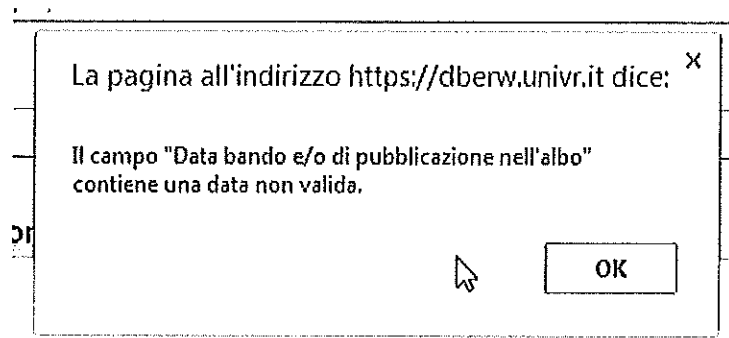 La pagina all'indirizzo https://dberw.univr.it dice:
X
Il campo "Data bando e/o di pubblicazione nell'albo"
contiene una data non valida.
OK